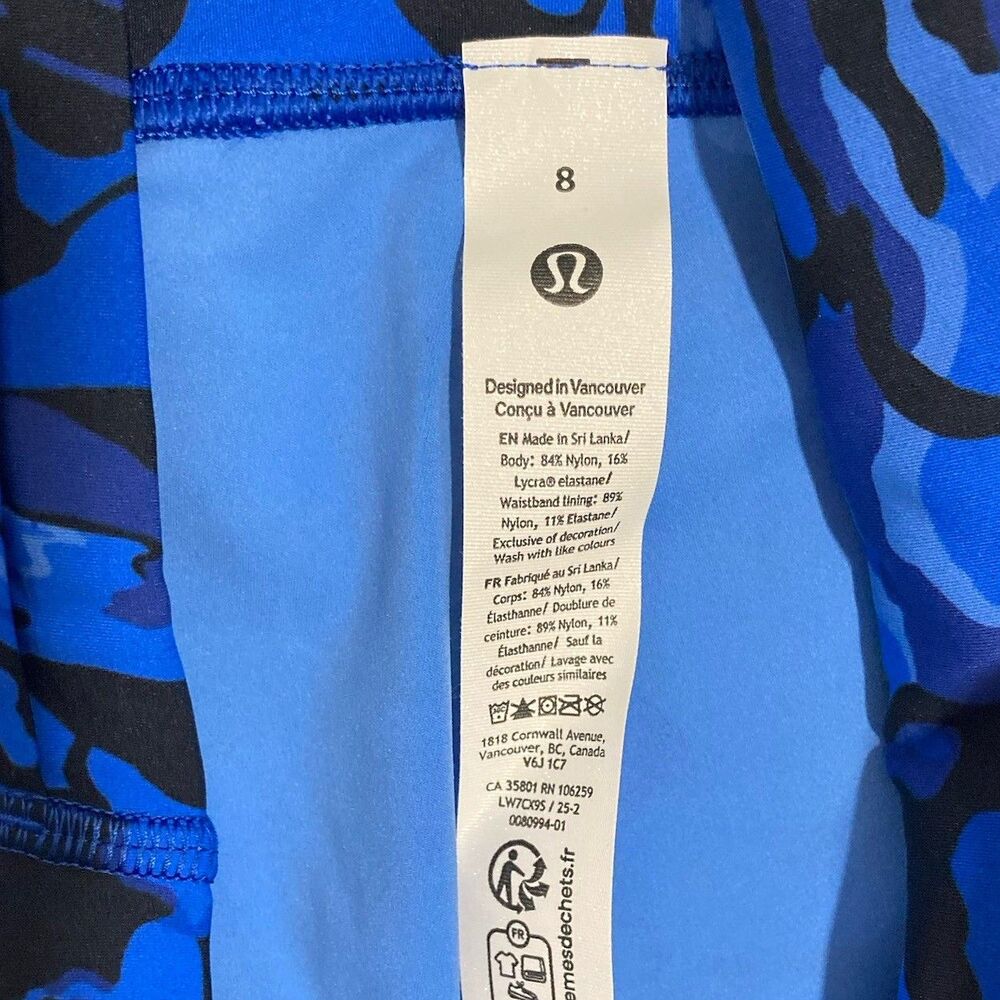 8
Designed in Vancouver
Conçu à Vancouver
EN Made in Sri Lanka/
Body: 84% Nylon, 16%
Lycra® elastane/
Waistband lining: 89%
Nylon, 11% Elastane/
Exclusive of decoration/
Wash with like colours
FR Fabriqué au Sri Lanka/
Corps: 84% Nylon, 16%
Élasthanne/ Doublure de
ceinture: 89% Nylon, 11%
Élasthanne/ Sauf la
décoration/ Lavage avec
des couleurs similaires
1818 Cornwall Avenue,
Vancouver, BC, Canada
V6J 1C7
CA 35801 RN 106259
LW7CX9S / 25-2
0080994-01
FR
emesdechets.fr